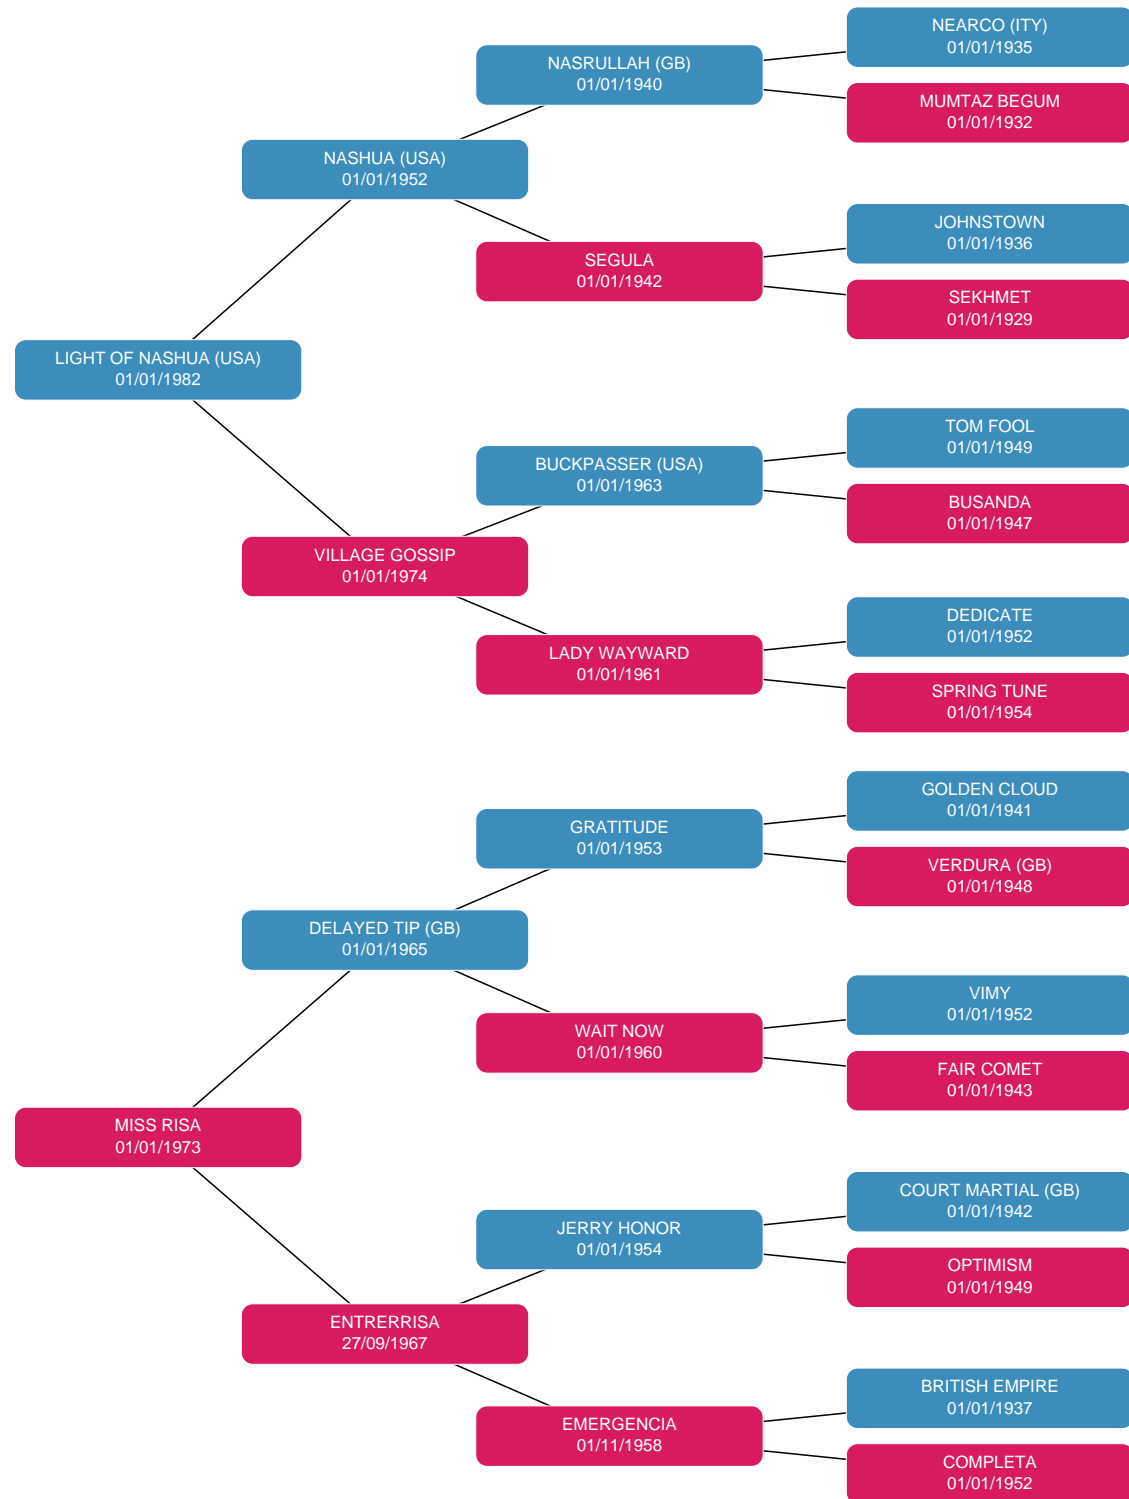 NEARCO (ITY)
01/01/1935
NASRULLAH (GB)
01/01/1940
MUMTAZ BEGUM
01/01/1932
NASHUA (USA)
01/01/1952
JOHNSTOWN
01/01/1936
SEGULA
01/01/1942
SEKHMET
01/01/1929
LIGHT OF NASHUA (USA)
01/01/1982
TOM FOOL
01/01/1949
BUCKPASSER (USA)
01/01/1963
BUSANDA
01/01/1947
VILLAGE GOSSIP
01/01/1974
DEDICATE
01/01/1952
LADY WAYWARD
01/01/1961
SPRING TUNE
01/01/1954
GOLDEN CLOUD
01/01/1941
GRATITUDE
01/01/1953
VERDURA (GB)
01/01/1948
DELAYED TIP (GB)
01/01/1965
VIMY
01/01/1952
WAIT NOW
01/01/1960
FAIR COMET
01/01/1943
MISS RISA
01/01/1973
COURT MARTIAL (GB)
01/01/1942
JERRY HONOR
01/01/1954
OPTIMISM
01/01/1949
ENTRERRISA
27/09/1967
BRITISH EMPIRE
01/01/1937
EMERGENCIA
01/11/1958
COMPLETA
01/01/1952